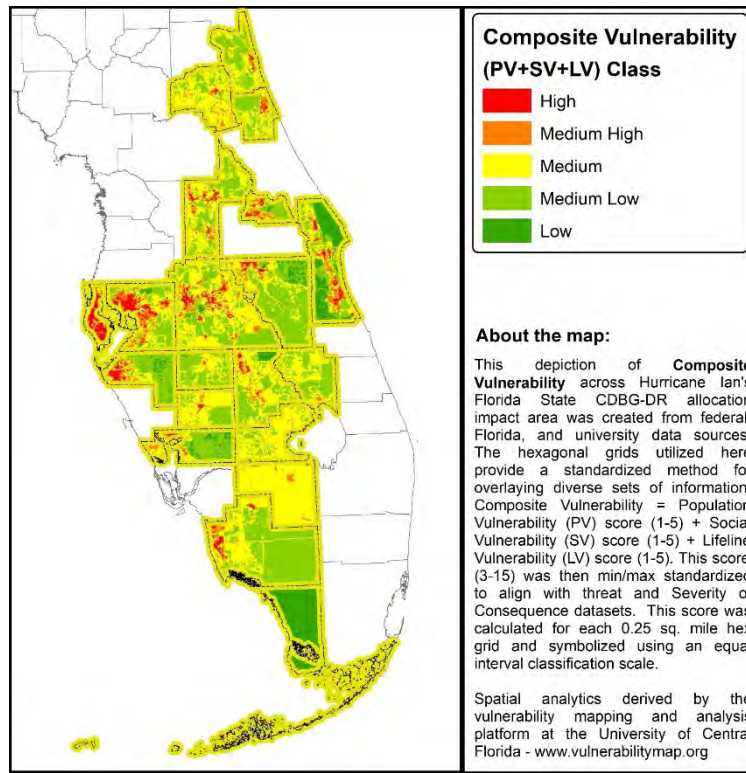 Composite Vulnerability
(PV+SV+LV) Class
High
Medium High
Medium
Medium Low
Low
About the map:
This depiction of Composite
Vulnerability across Hurricane Ian's
Florida State CDBG-DR allocation
impact area was created from federal
Florida, and university data sources
The hexagonal grids utilized here
provide a standardized method fo
overlaying diverse sets of information
Composite Vulnerability = Population
Vulnerability (PV) score (1-5) + Socia
Vulnerability (SV) score (1-5) + Lifeline
Vulnerability (LV) score (1-5). This score
(3-15) was then min/max standardized
to align with threat and Severity o
Consequence datasets. This score was
calculated for each 0.25 sq. mile hex
grid and symbolized using an equa
interval classification scale.
Spatial analytics derived by the
vulnerability mapping and analysis
platform at the University of Centra
Florida - www.vulnerabilitymap.org